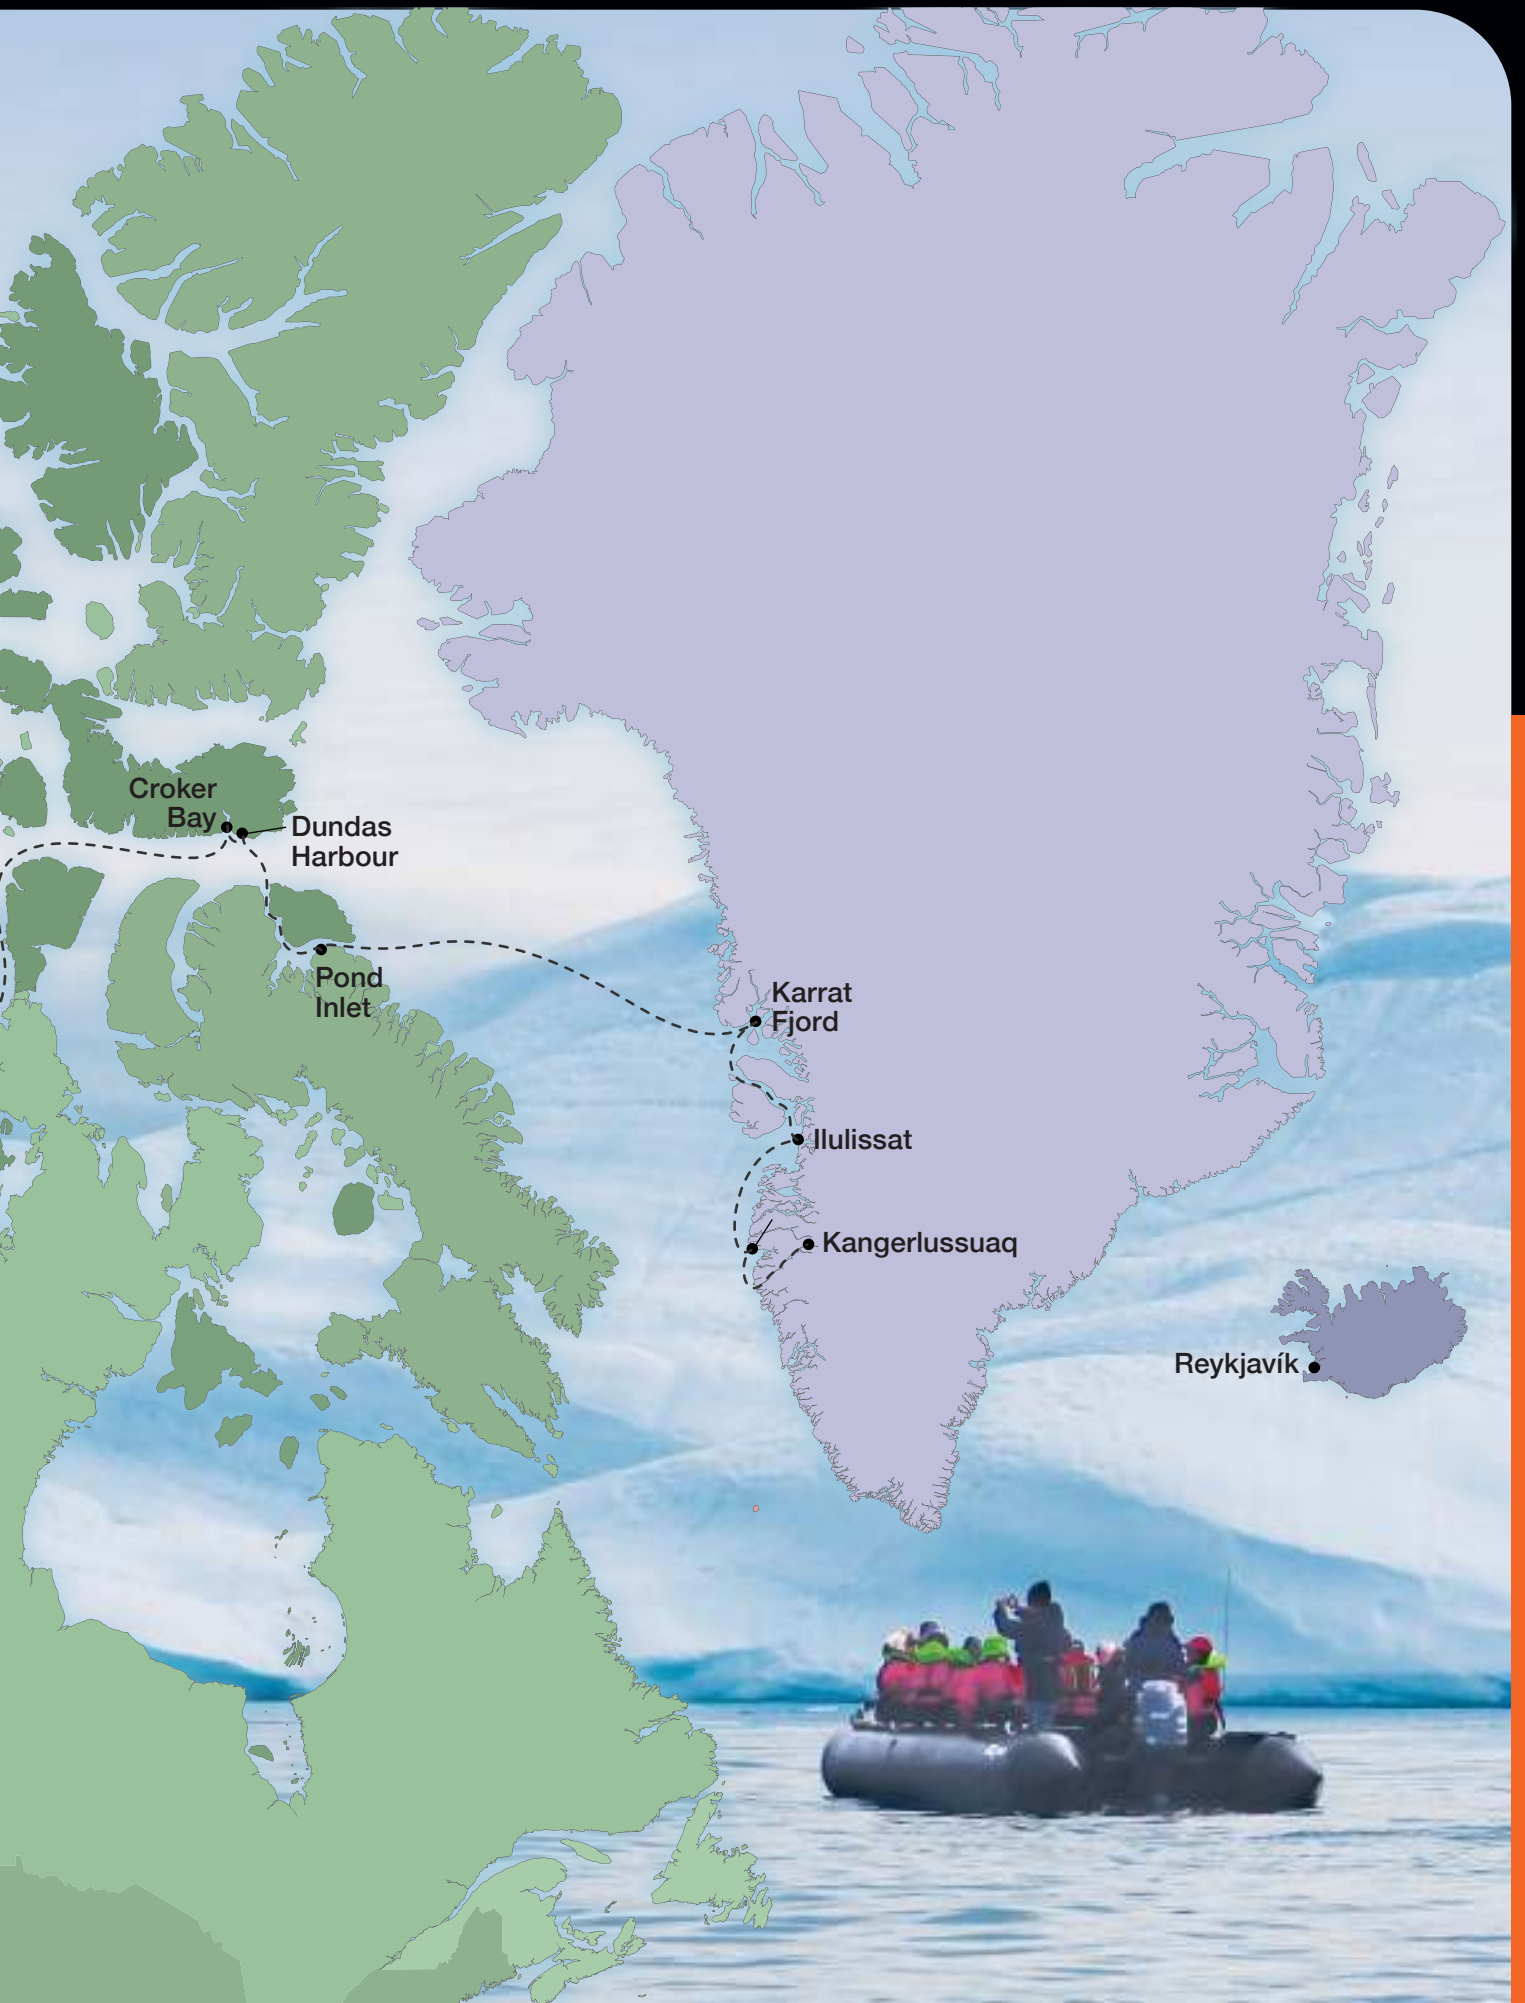 Croker
Bay
Dundas
Harbour
Pond
Inlet
Karrat
Fjord
Ilulissat
Kangerlussuaq
Reykjavík